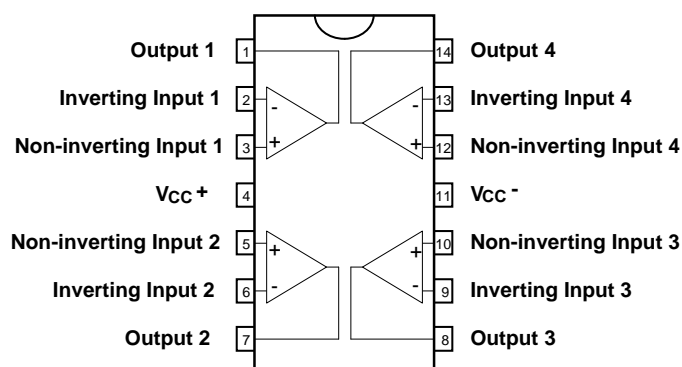 Output 1 1 14 Output 4
Inverting Input 1 2 - - 13 Inverting Input 4
Non-inverting Input 1 3 + + 12 Non-inverting Input 4
VCC + 4 11 VCC -
Non-inverting Input 2 5 + + 10 Non-inverting Input 3
Inverting Input 2 6 - - 9 Inverting Input 3
Output 2 7 8 Output 3